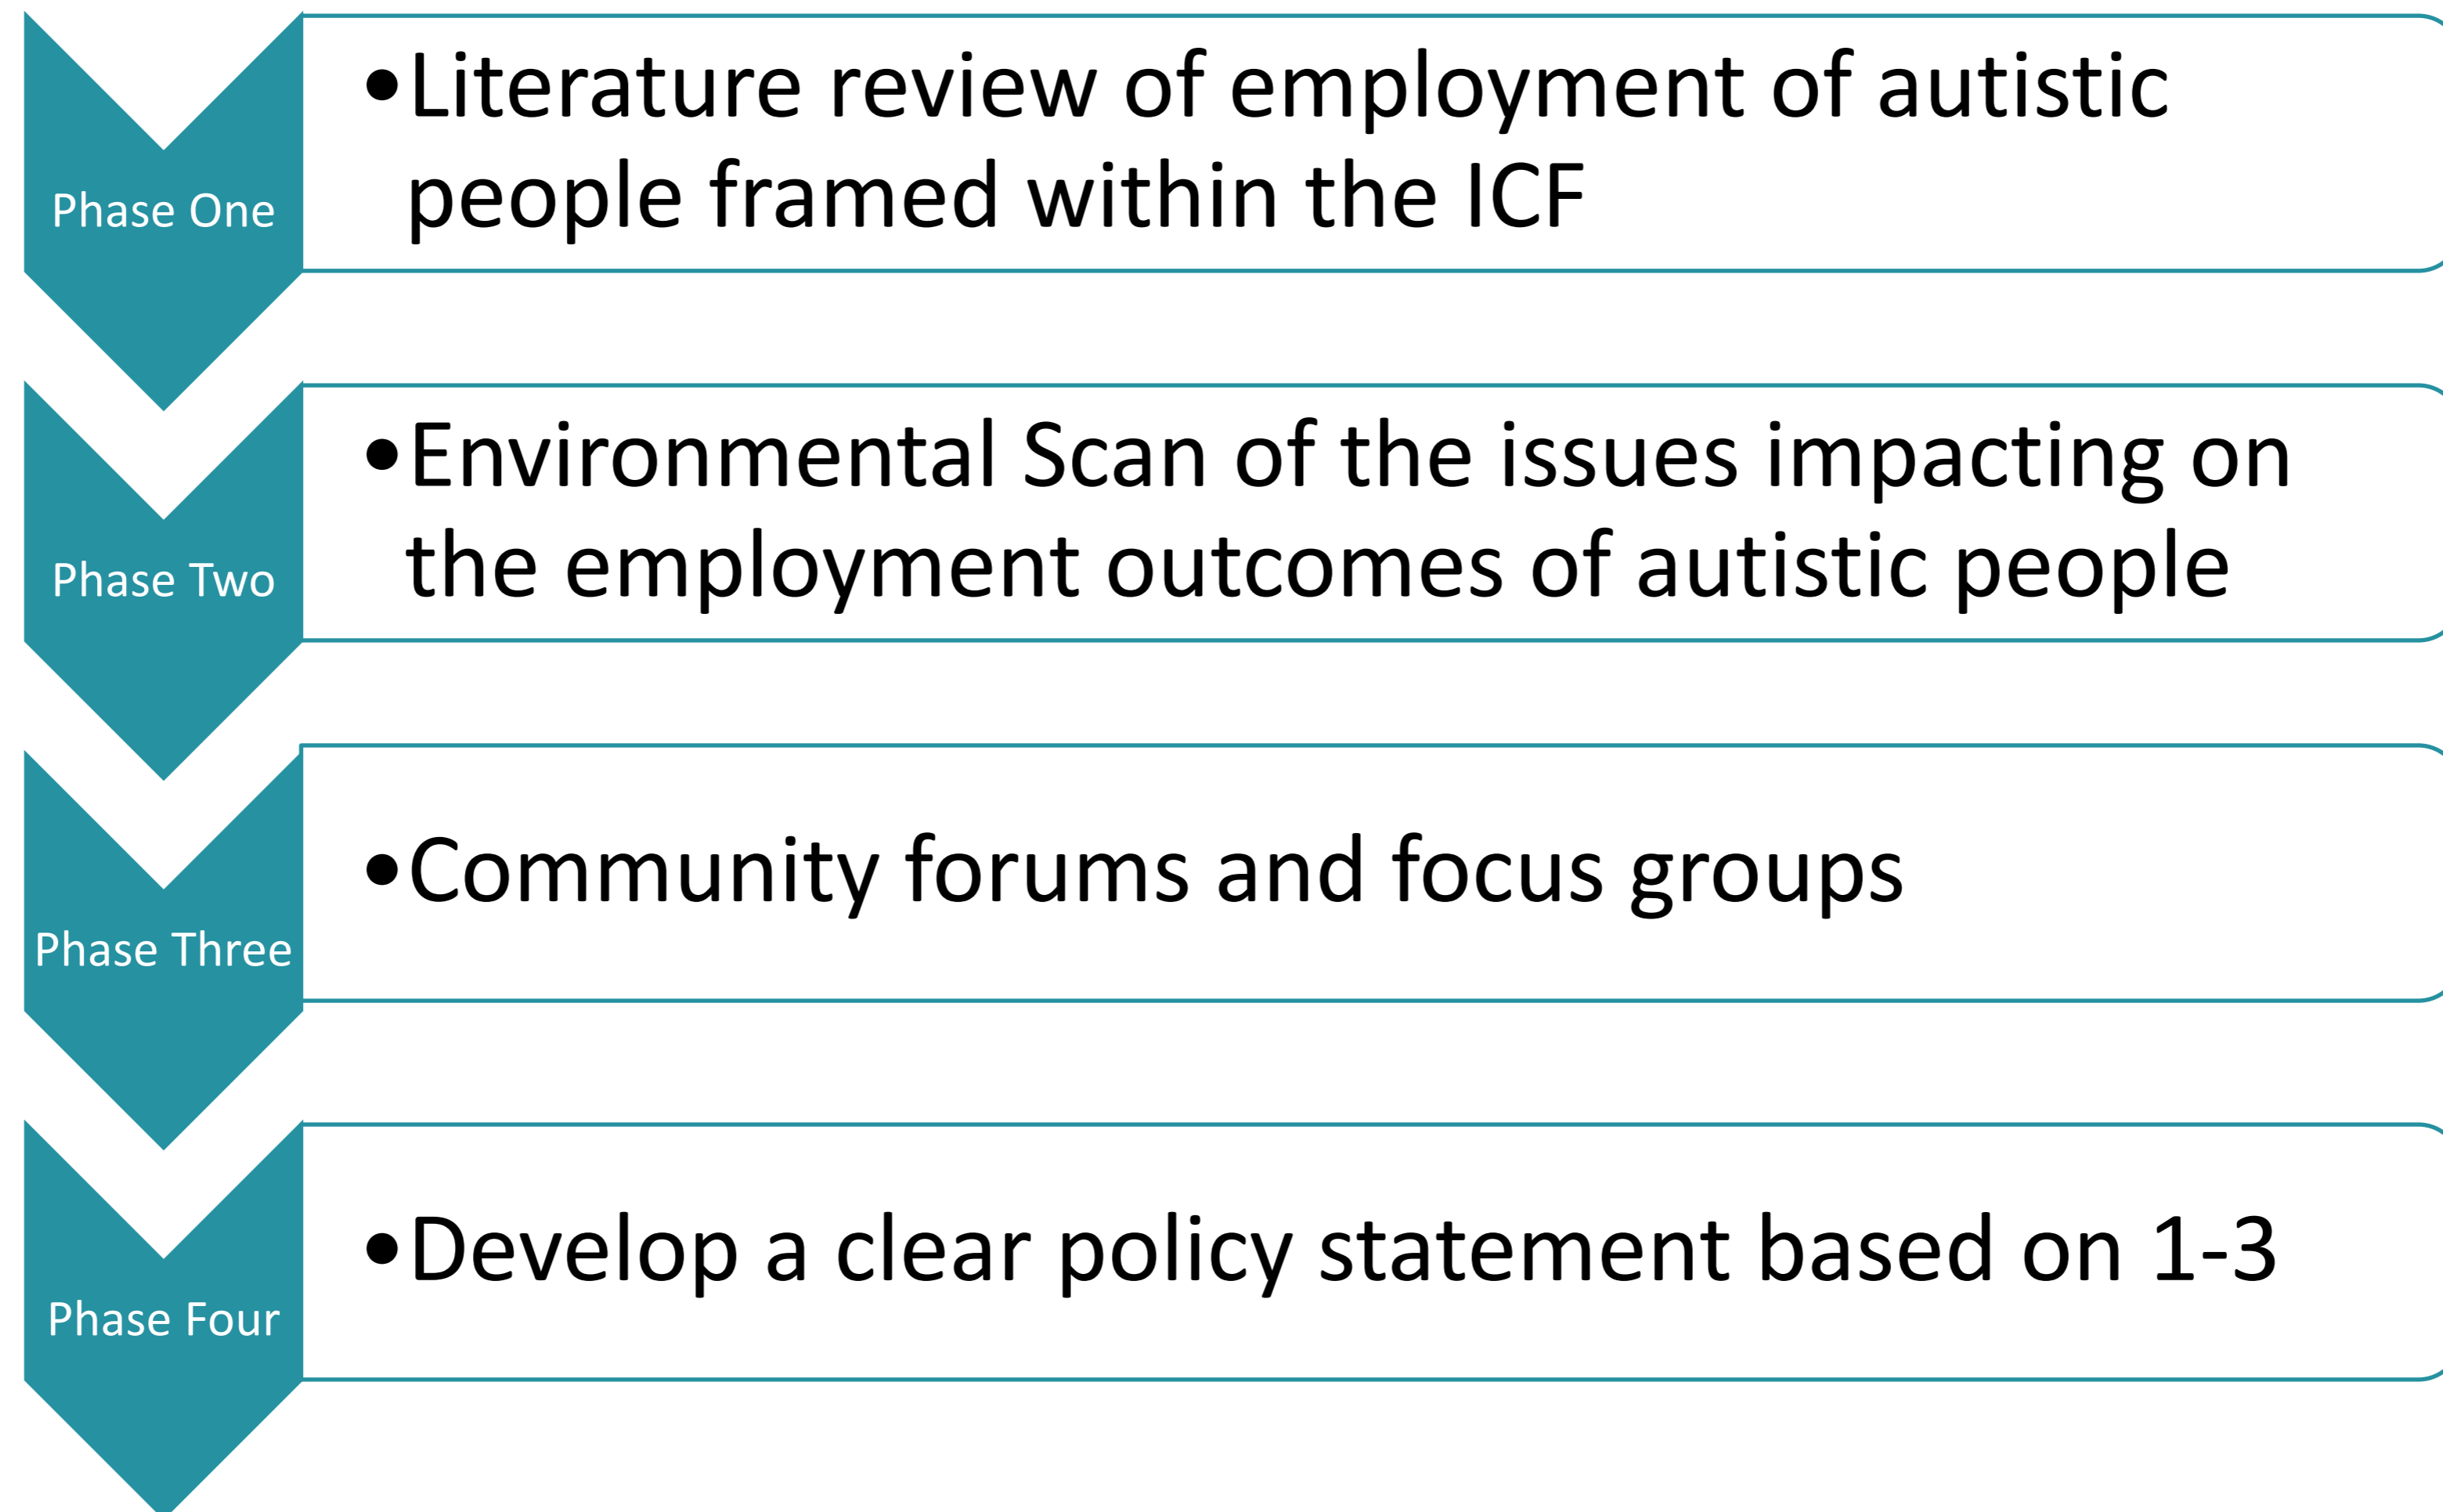 Phase One
•Literature review of employment of autistic
people framed within the ICF
Phase Two
•Environmental Scan of the issues impacting on
the employment outcomes of autistic people
Phase Three
•Community forums and focus groups
Phase Four
•Develop a clear policy statement based on 1-3